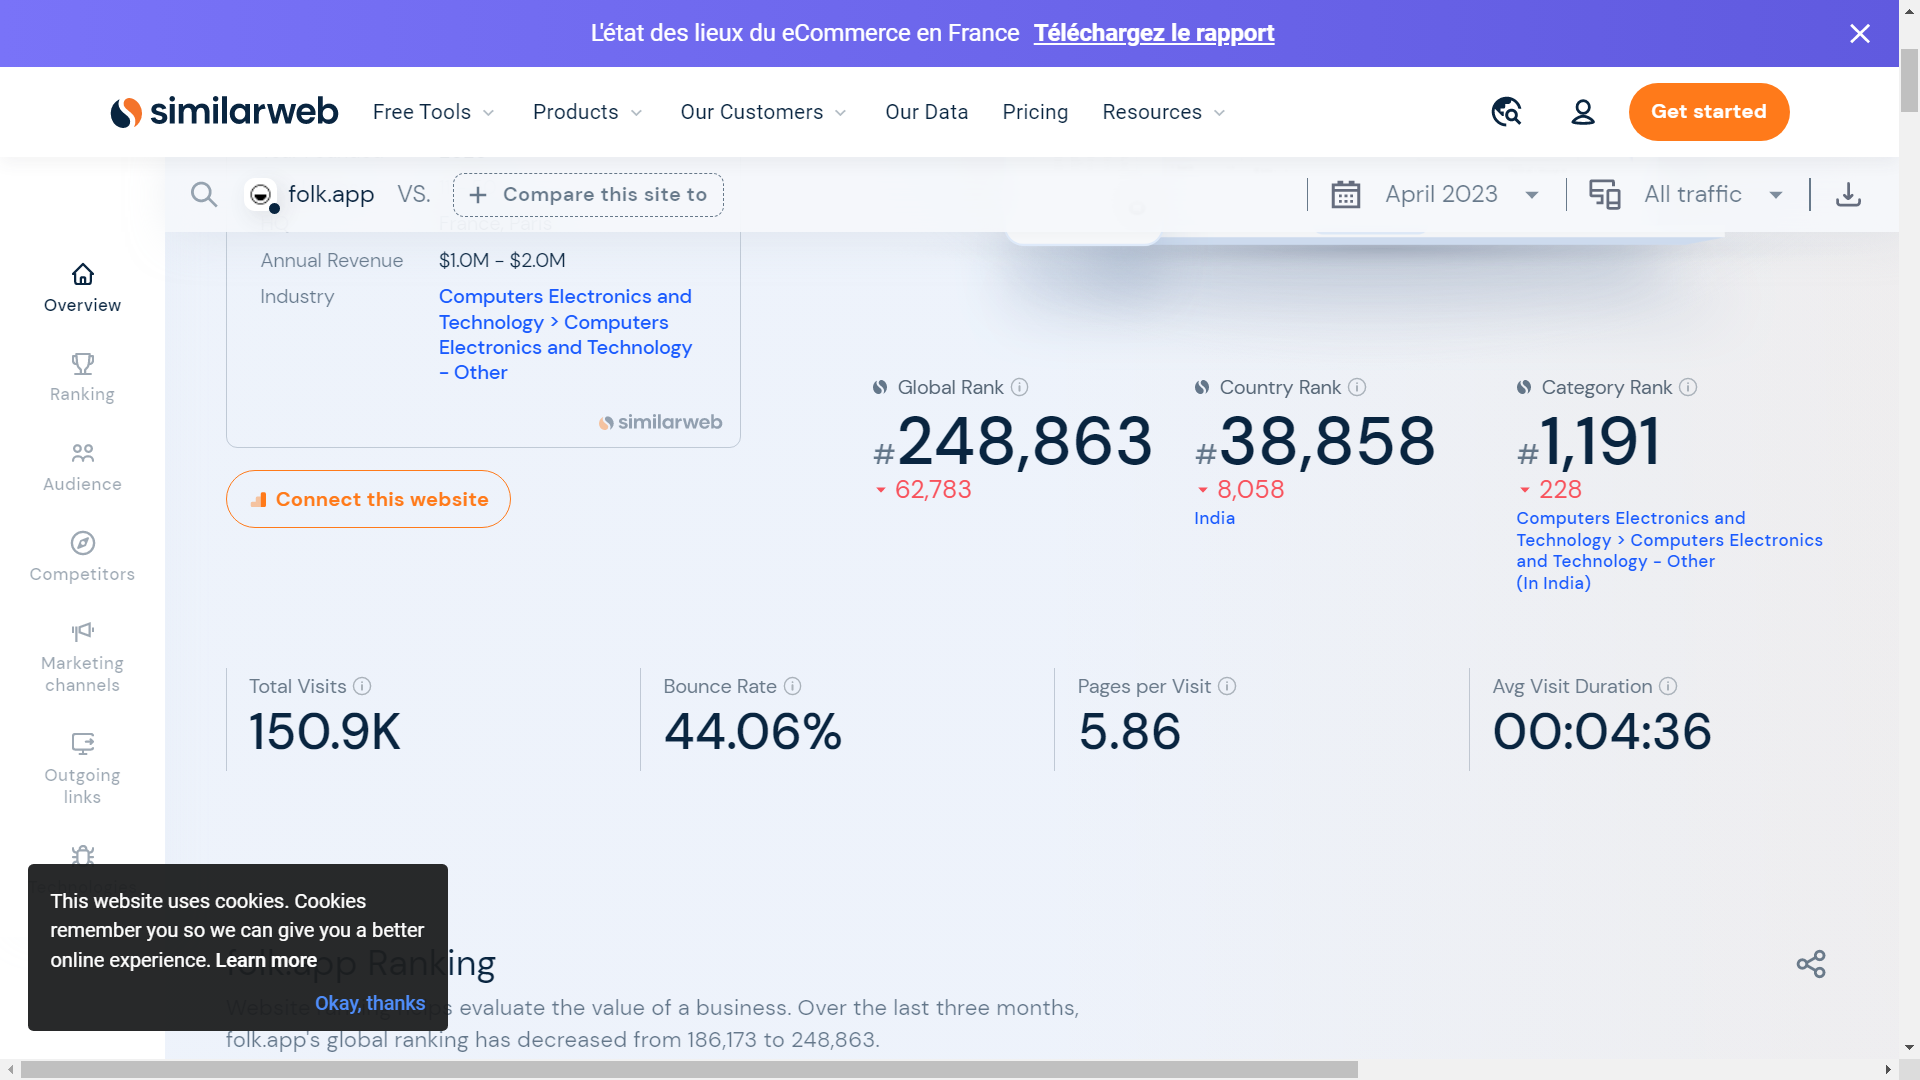 L'état des lieux du eCommerce en France Téléchargez le rapport
similarweb Free Tools Products Our Customers Our Data Pricing Resources Get started
folk.app VS. + Compare this site to April 2023 All traffic
France, Paris
Annual Revenue $1.0M - $2.0M
Industry Computers Electronics and
Technology > Computers
Electronics and Technology
- Other
similarweb
Connect this website
Overview
Ranking
Audience
Competitors
Marketing
channels
Outgoing
links
Global Rank
#248,863
62,783
Country Rank
#38,858
8,058
India
Category Rank
#1,191
228
Computers Electronics and
Technology > Computers Electronics
and Technology - Other
(In India)
Total Visits
150.9K
Bounce Rate
44.06%
Pages per Visit
5.86
Avg Visit Duration
00:04:36
folk.app Ranking
Website evaluate the value of a business. Over the last three months,
folk.app's global ranking has decreased from 186,173 to 248,863.
This website uses cookies. Cookies
remember you so we can give you a better
online experience. Learn more
Okay, thanks